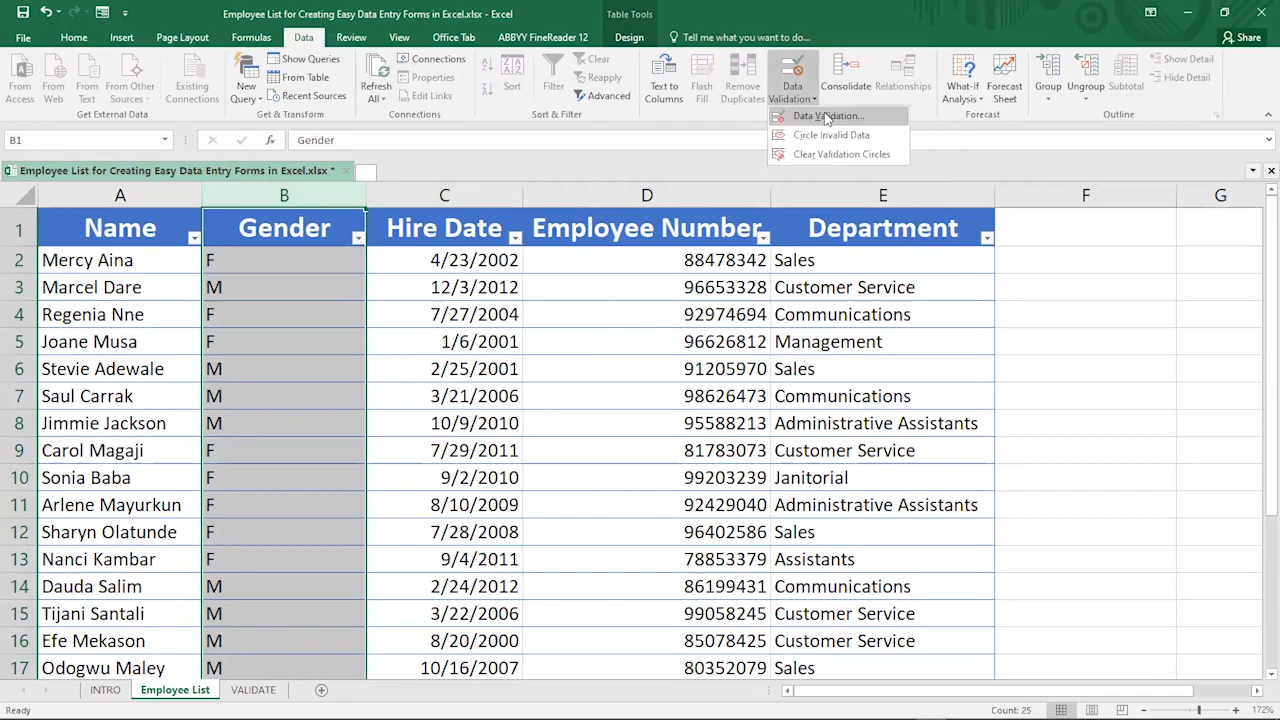 Employee List for Creating Easy Data Entry Forms in Excel.xlsx - Excel
Table Tools
File Home Insert Page Layout Formulas Data Review View Office Tab ABBYY FineReader 12 Design Tell me what you want to do... Share
From Access
From Web
From Text
From Other Sources
Existing Connections
Get External Data
New Query
Show Queries
From Table
Recent Sources
Get & Transform
Refresh All
Connections
Properties
Edit Links
Connections
Sort
Filter
Clear
Reapply
Advanced
Sort & Filter
Text to Columns
Flash Fill
Remove Duplicates
Data Validation
Consolidate
Relationships
What-If Analysis
Forecast Sheet
Forecast
Group
Ungroup
Subtotal
Show Detail
Hide Detail
Outline
Data Validation...
Circle Invalid Data
Clear Validation Circles
B1 fx Gender
Employee List for Creating Easy Data Entry Forms in Excel.xlsx *
A B C D E F G
1 Name Gender Hire Date Employee Number Department
2 Mercy Aina F 4/23/2002 88478342 Sales
3 Marcel Dare M 12/3/2012 96653328 Customer Service
4 Regenia Nne F 7/27/2004 92974694 Communications
5 Joane Musa F 1/6/2001 96626812 Management
6 Stevie Adewale M 2/25/2001 91205970 Sales
7 Saul Carrak M 3/21/2006 98626473 Communications
8 Jimmie Jackson M 10/9/2010 95588213 Administrative Assistants
9 Carol Magaji F 7/29/2011 81783073 Customer Service
10 Sonia Baba F 9/2/2010 99203239 Janitorial
11 Arlene Mayurkun F 8/10/2009 92429040 Administrative Assistants
12 Sharyn Olatunde F 7/28/2008 96402586 Sales
13 Nanci Kambar F 9/4/2011 78853379 Assistants
14 Dauda Salim M 2/24/2012 86199431 Communications
15 Tijani Santali M 3/22/2006 99058245 Customer Service
16 Efe Mekason M 8/20/2000 85078425 Customer Service
17 Odogwu Maley M 10/16/2007 80352079 Sales
INTRO Employee List VALIDATE
Ready Count: 25 172%